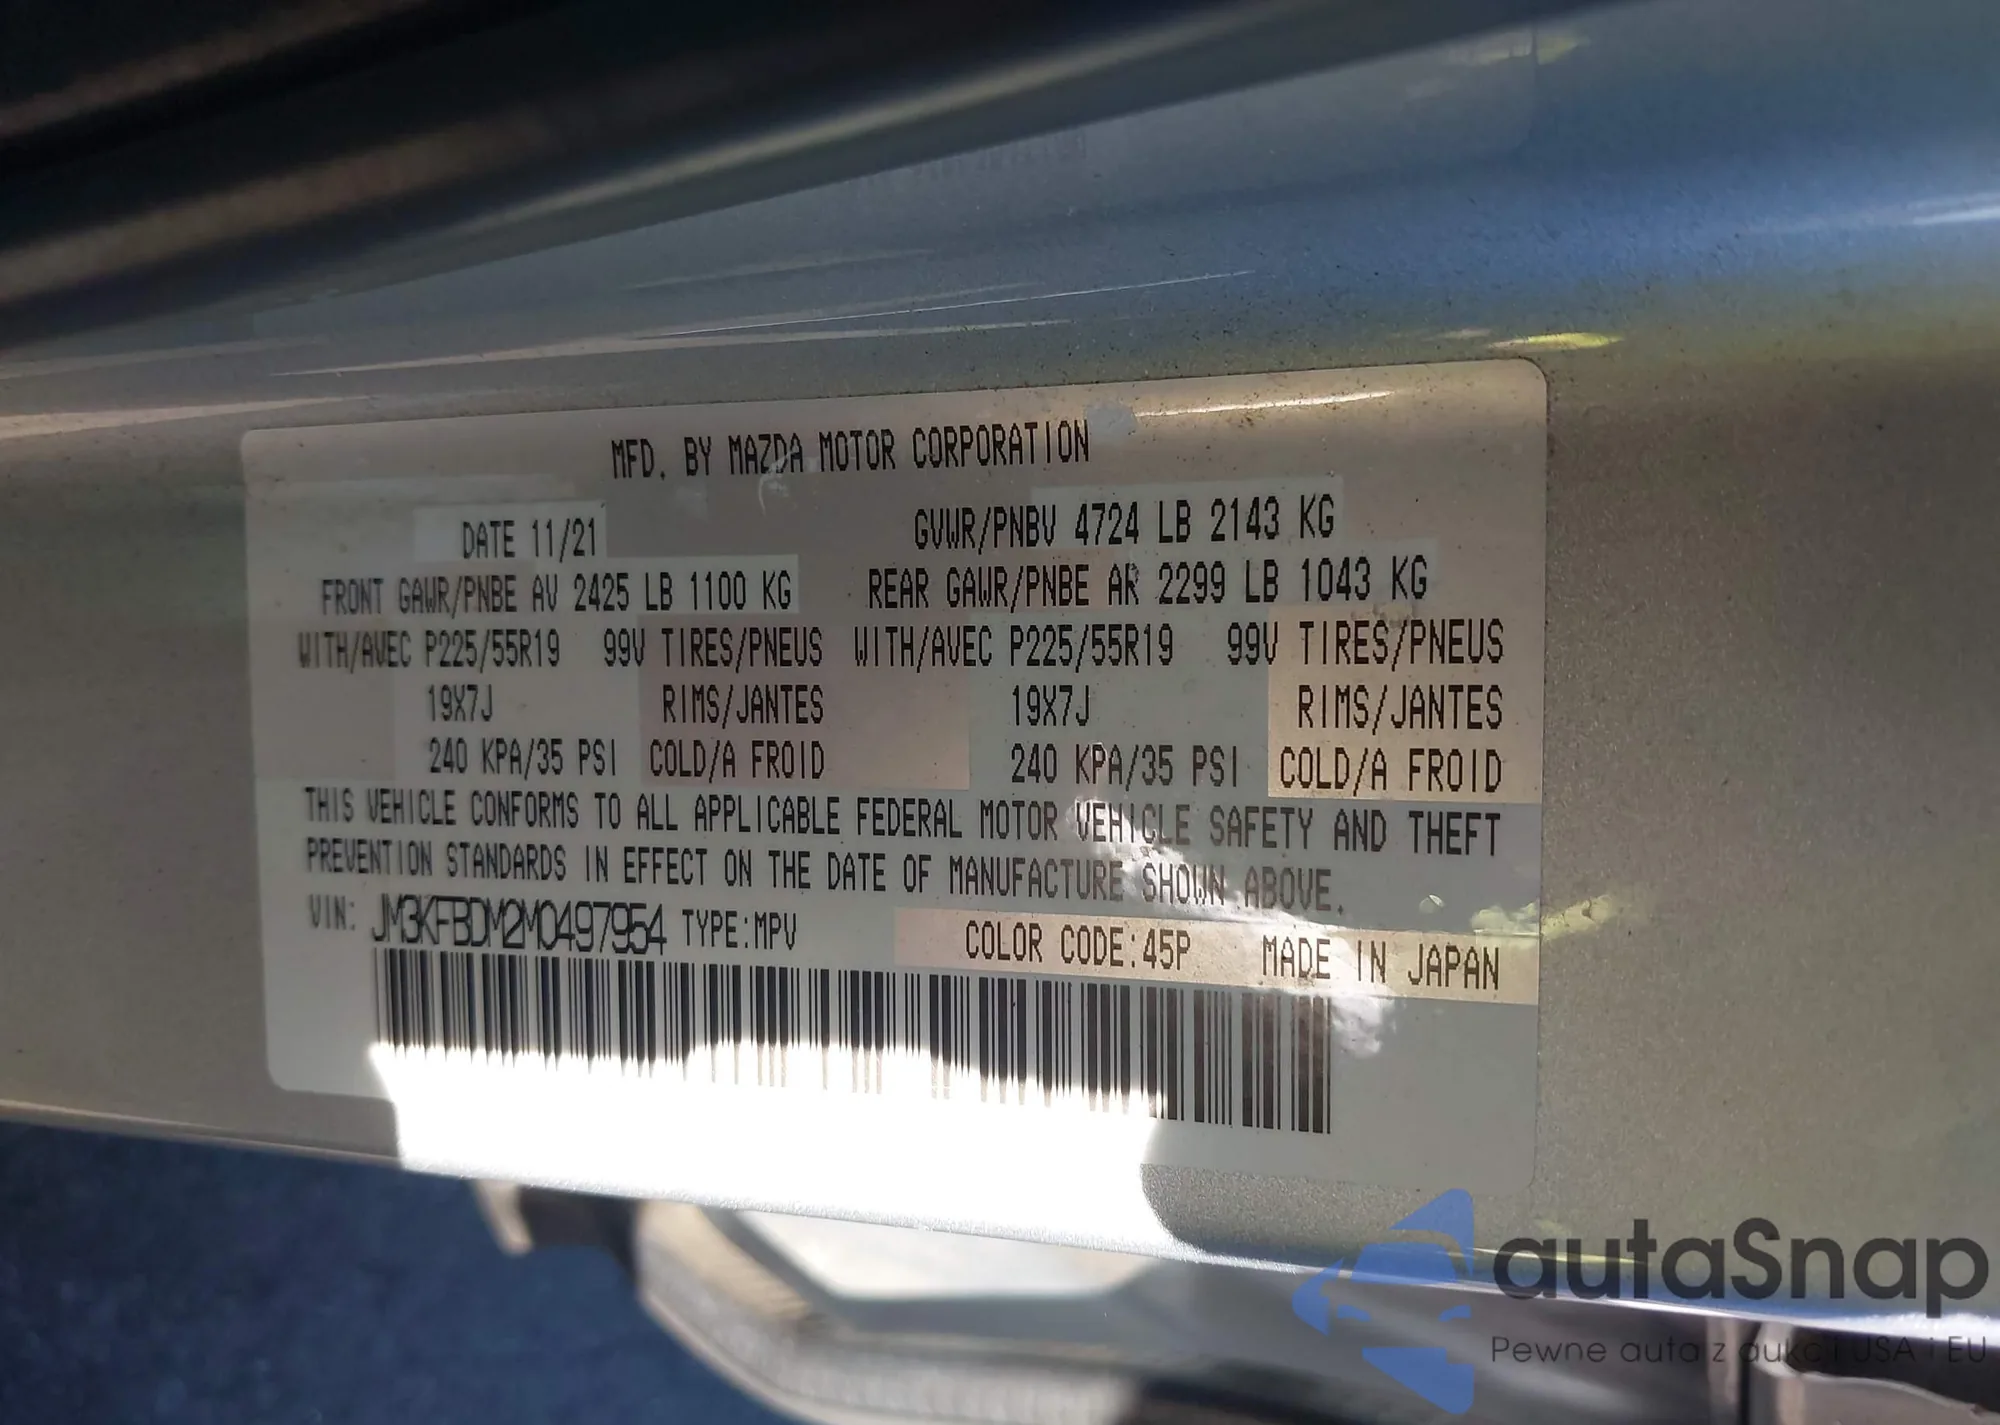 MFD. BY MAZDA MOTOR CORPORATION
DATE 11/21 GVWR/PNBV 4724 LB 2143 KG
FRONT GAWR/PNBE AV 2425 LB 1100 KG REAR GAWR/PNBE AR 2299 LB 1043 KG
WITH/AVEC P225/55R19 99V TIRES/PNEUS WITH/AVEC P225/55R19 99V TIRES/PNEUS
19X7J RIMS/JANTES 19X7J RIMS/JANTES
240 KPA/35 PSI COLD/A FROID 240 KPA/35 PSI COLD/A FROID
THIS VEHICLE CONFORMS TO ALL APPLICABLE FEDERAL MOTOR VEHICLE SAFETY AND THEFT
PREVENTION STANDARDS IN EFFECT ON THE DATE OF MANUFACTURE SHOWN ABOVE.
VIN: JM3KFBDM2M0497954 TYPE:MPV COLOR CODE:45P MADE IN JAPAN
autaSnap
Pewne auta z aukcji USA i EU